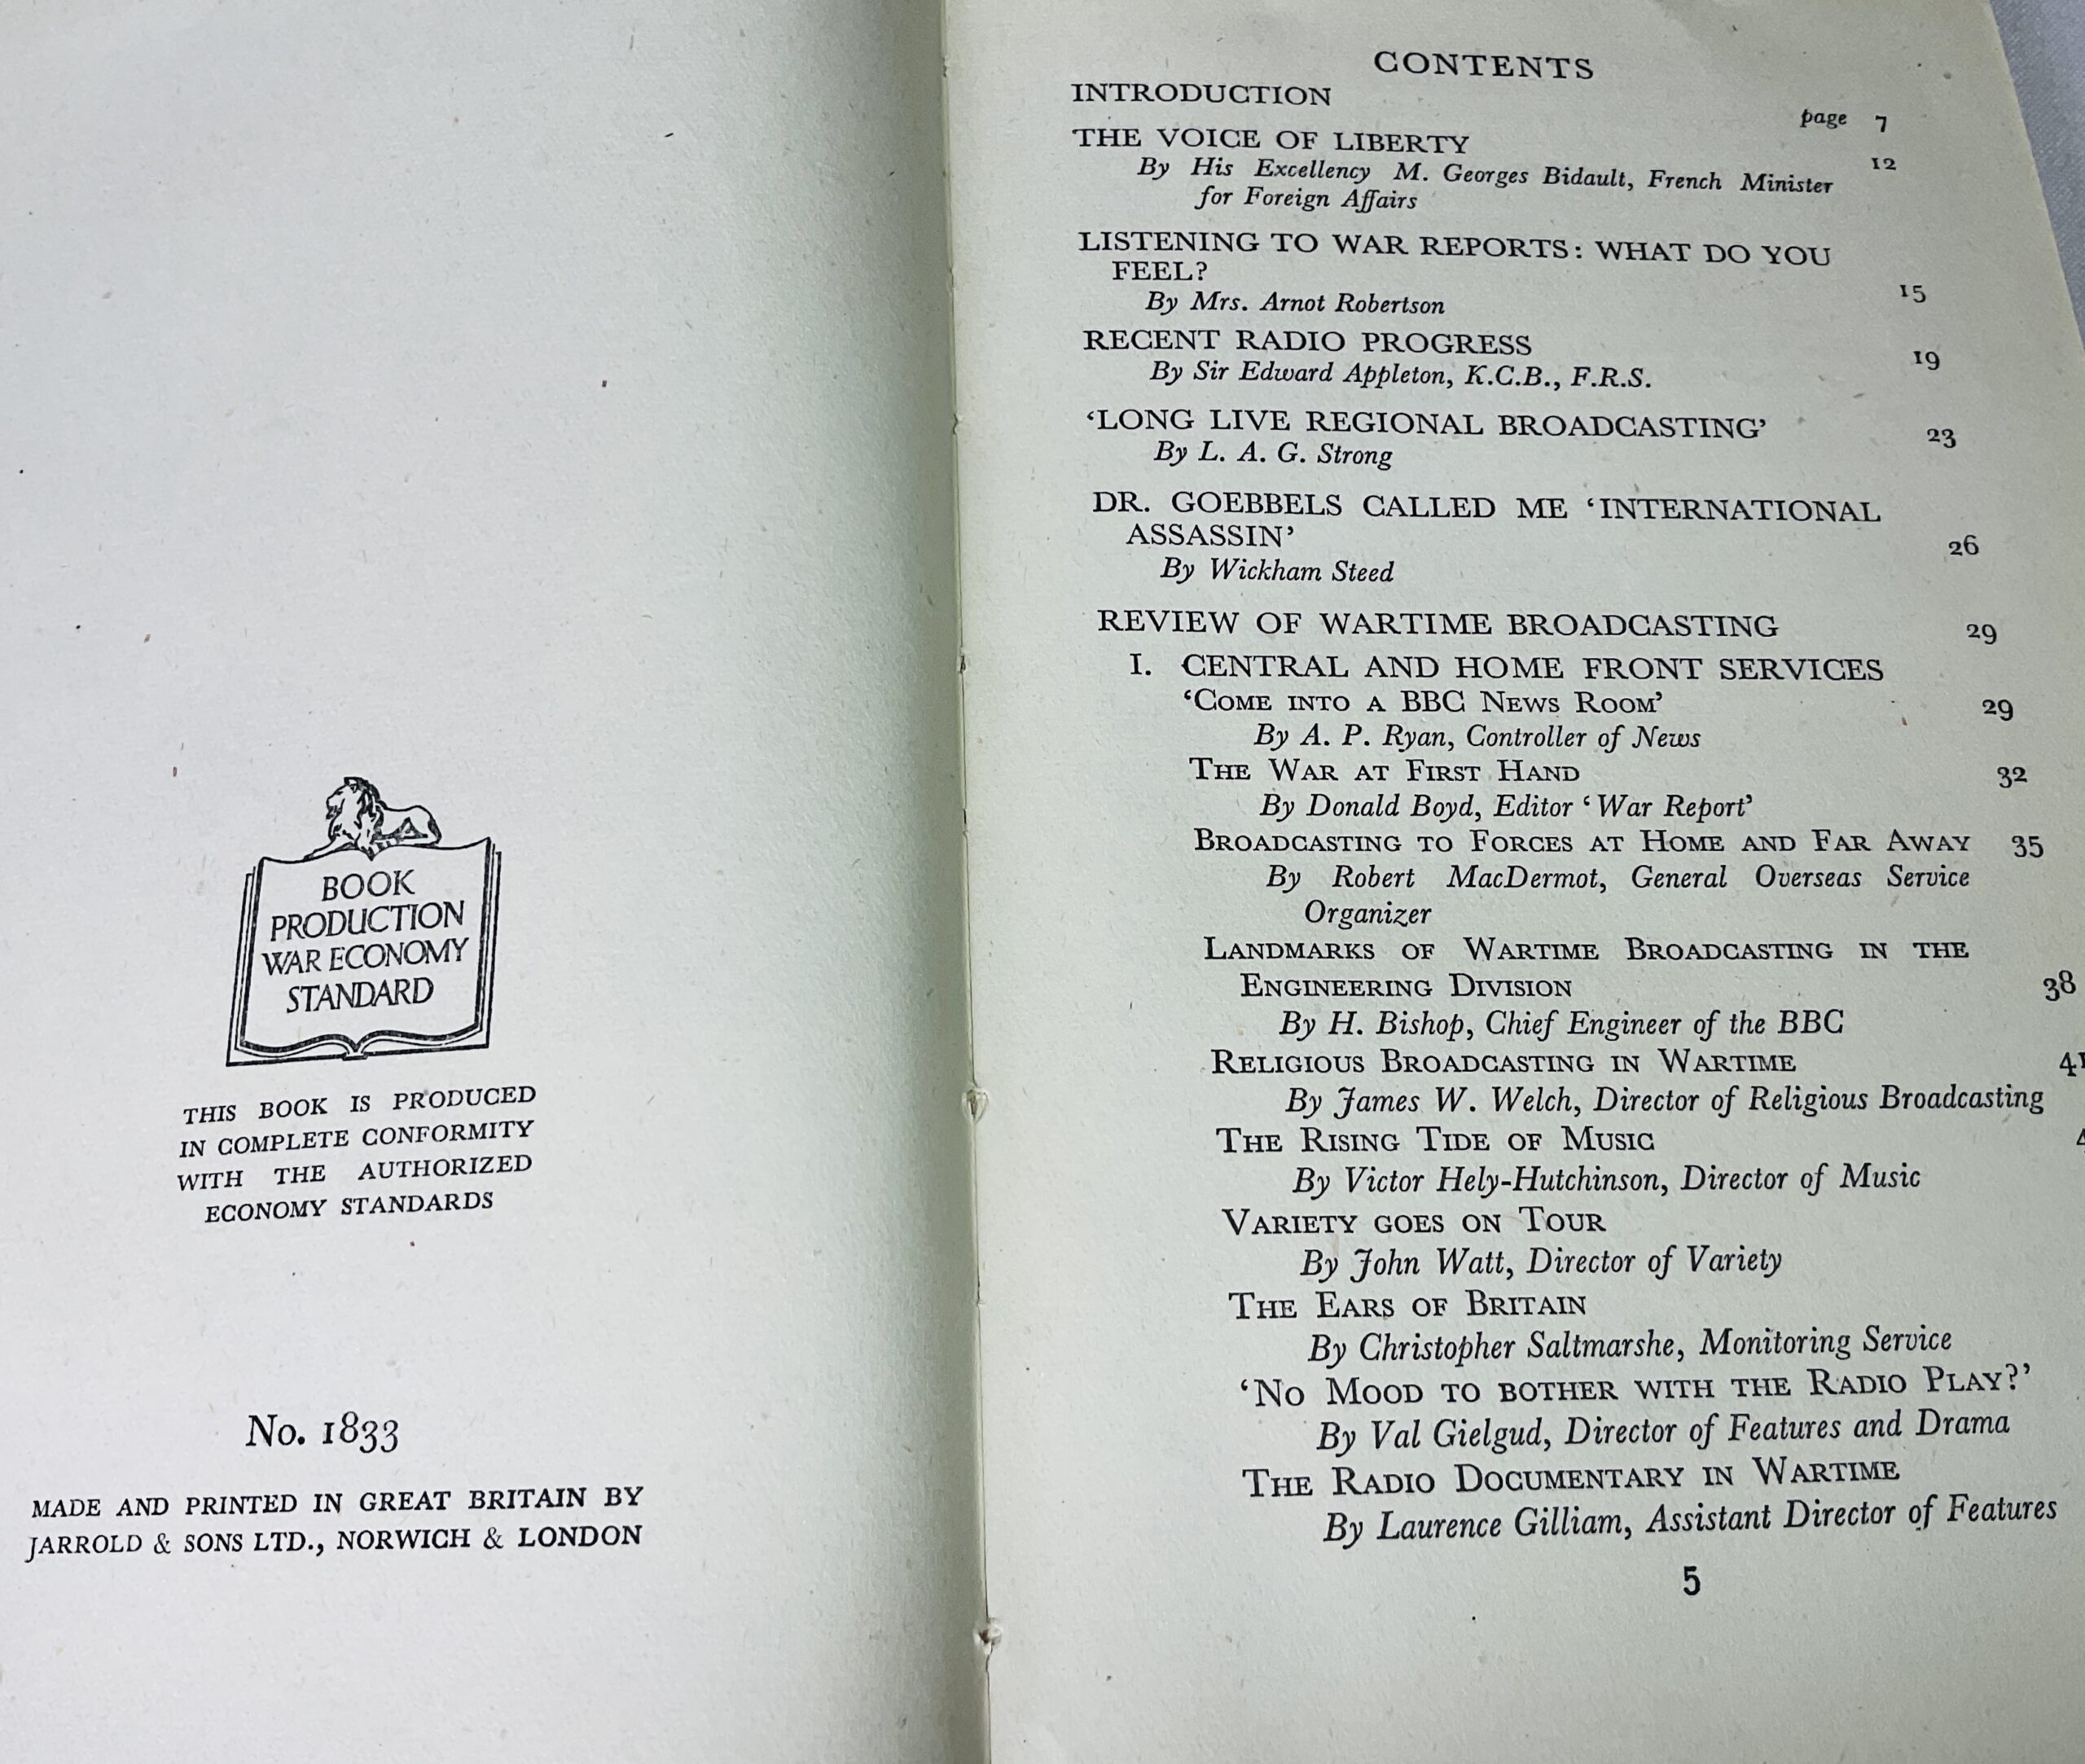 BOOK
PRODUCTION
WAR ECONOMY
STANDARD
THIS BOOK IS PRODUCED
IN COMPLETE CONFORMITY
WITH THE AUTHORIZED
ECONOMY STANDARDS
No. 1833
MADE AND PRINTED IN GREAT BRITAIN BY
JARROLD & SONS LTD., NORWICH & LONDON
CONTENTS
INTRODUCTION page 7
THE VOICE OF LIBERTY 12
By His Excellency M. Georges Bidault, French Minister
for Foreign Affairs
LISTENING TO WAR REPORTS: WHAT DO YOU
FEEL? 15
By Mrs. Arnot Robertson
RECENT RADIO PROGRESS 19
By Sir Edward Appleton, K.C.B., F.R.S.
‘LONG LIVE REGIONAL BROADCASTING’ 23
By L. A. G. Strong
DR. GOEBBELS CALLED ME ‘INTERNATIONAL
ASSASSIN’ 26
By Wickham Steed
REVIEW OF WARTIME BROADCASTING 29
I. CENTRAL AND HOME FRONT SERVICES
‘COME INTO A BBC NEWS ROOM’ 29
By A. P. Ryan, Controller of News
THE WAR AT FIRST HAND 32
By Donald Boyd, Editor ‘War Report’
BROADCASTING TO FORCES AT HOME AND FAR AWAY 35
By Robert MacDermot, General Overseas Service
Organizer
LANDMARKS OF WARTIME BROADCASTING IN THE
ENGINEERING DIVISION 38
By H. Bishop, Chief Engineer of the BBC
RELIGIOUS BROADCASTING IN WARTIME 41
By James W. Welch, Director of Religious Broadcasting
THE RISING TIDE OF MUSIC
By Victor Hely-Hutchinson, Director of Music
VARIETY GOES ON TOUR
By John Watt, Director of Variety
THE EARS OF BRITAIN
By Christopher Saltmarshe, Monitoring Service
‘NO MOOD TO BOTHER WITH THE RADIO PLAY?’
By Val Gielgud, Director of Features and Drama
THE RADIO DOCUMENTARY IN WARTIME
By Laurence Gilliam, Assistant Director of Features
5